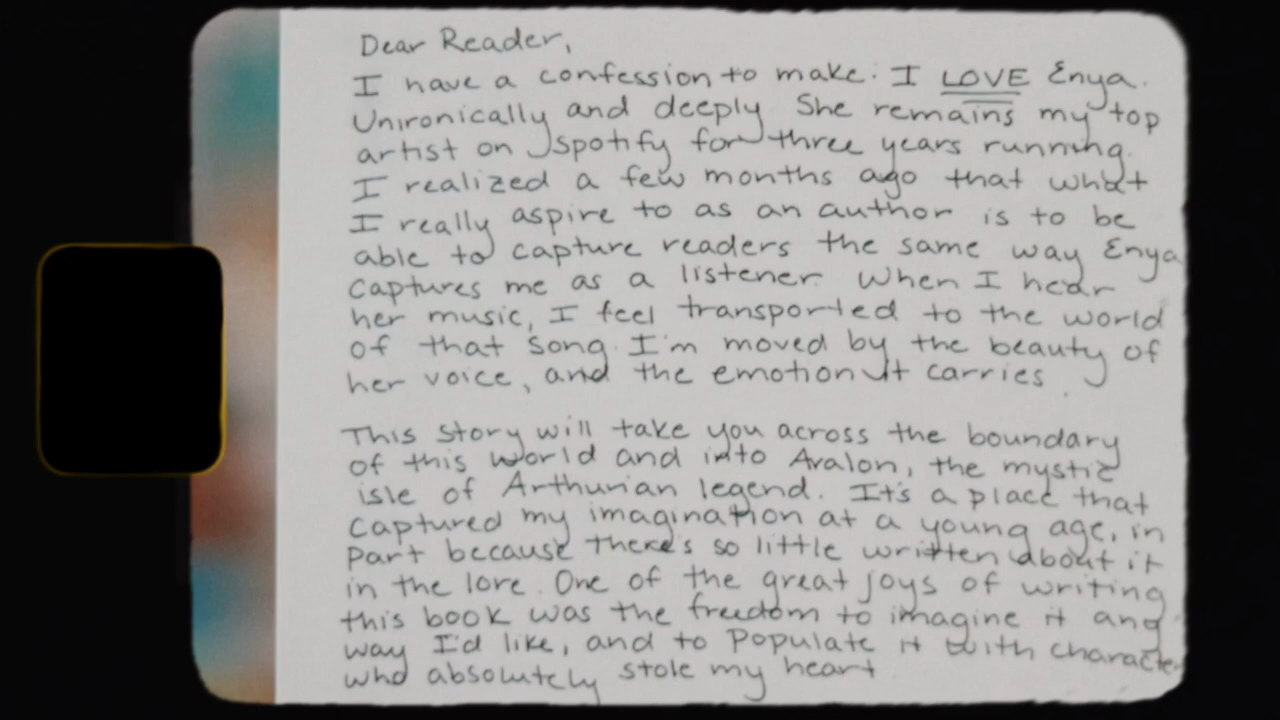 Dear Reader,
I have a confession to make: I LOVE Enya.
Unironically and deeply. She remains my top
artist on Spotify for three years running.
I realized a few months ago that what
I really aspire to as an author is to be
able to capture readers the same way Enya
captures me as a listener. When I hear
her music, I feel transported to the world
of that song. I'm moved by the beauty of
her voice, and the emotion it carries.
This story will take you across the boundary
of this world and into Avalon, the mystic
isle of Arthurian legend. It's a place that
captured my imagination at a young age, in
part because there's so little written about it
in the lore. One of the great joys of writing
this book was the freedom to imagine it any
way I'd like, and to populate it with character
who absolutely stole my heart